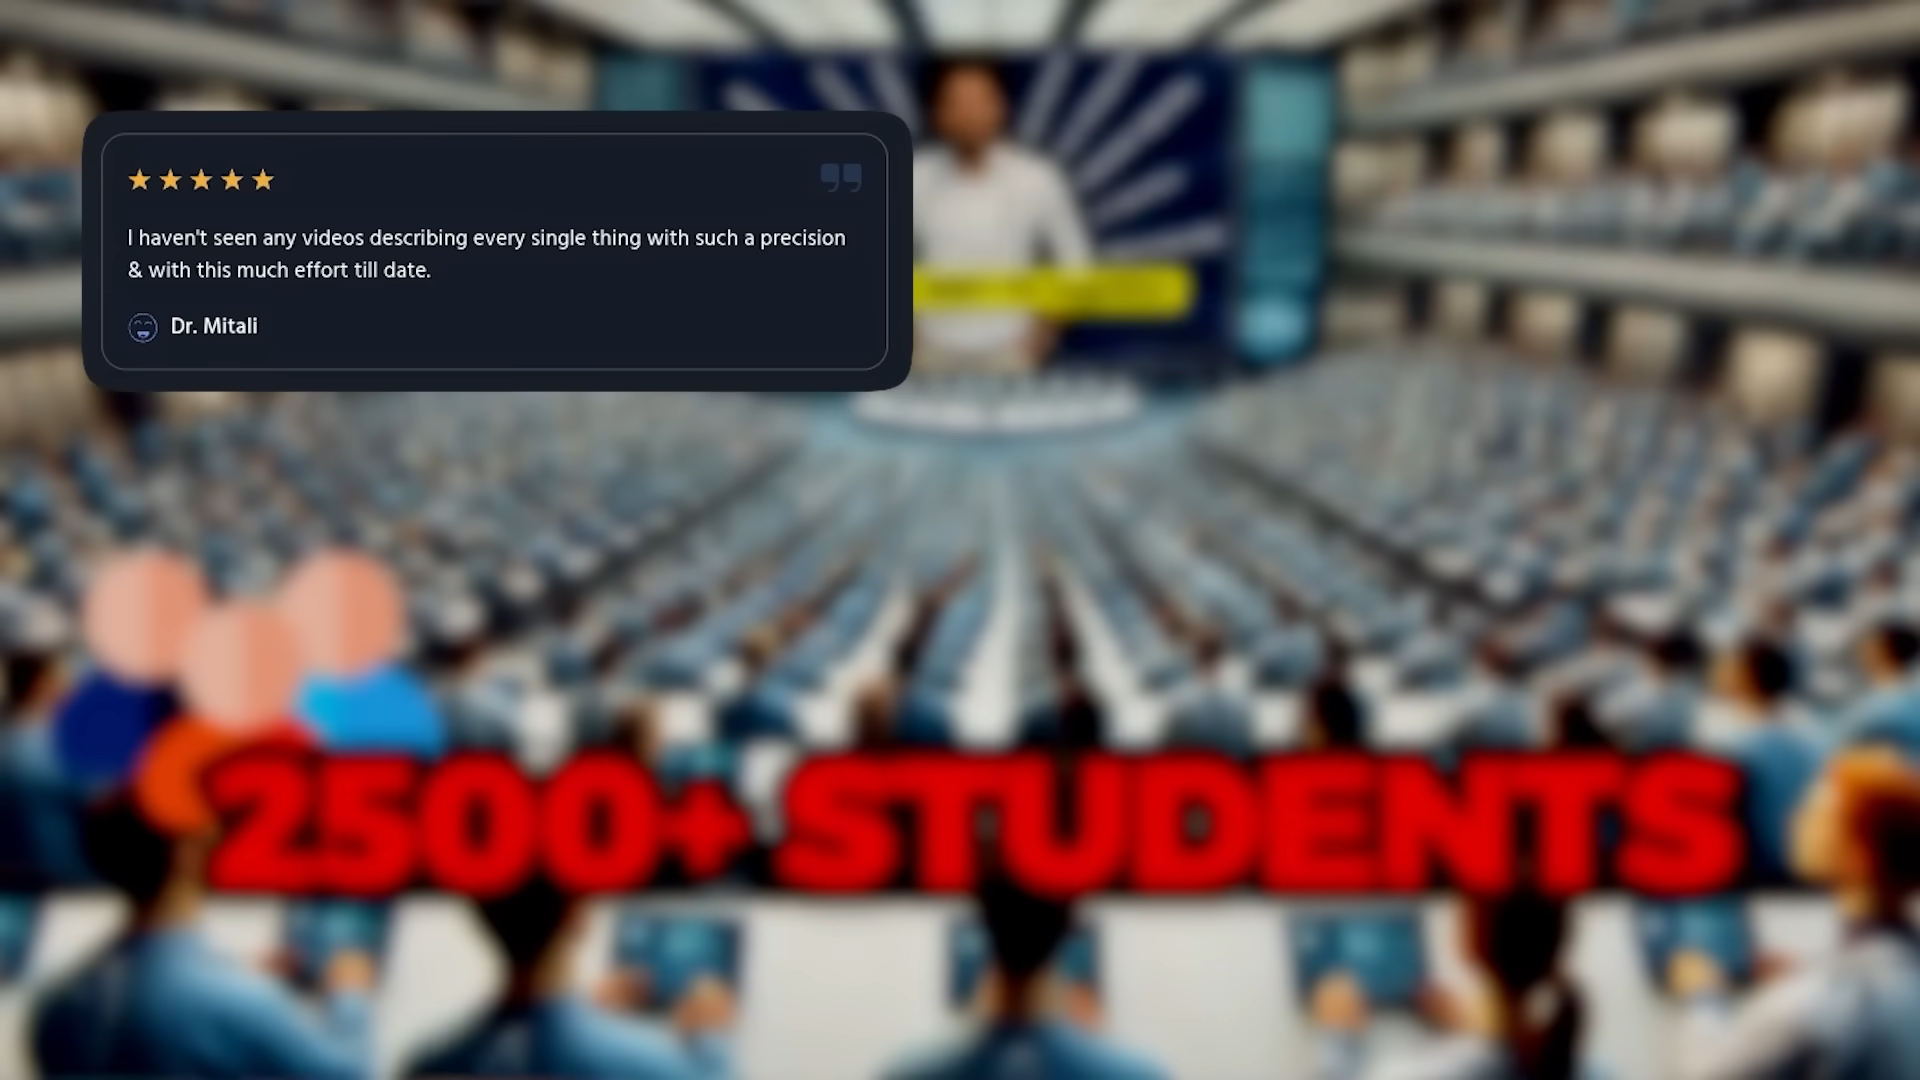 I haven't seen any videos describing every single thing with such a precision
& with this much effort till date.
Dr. Mitali
2500+ STUDENTS